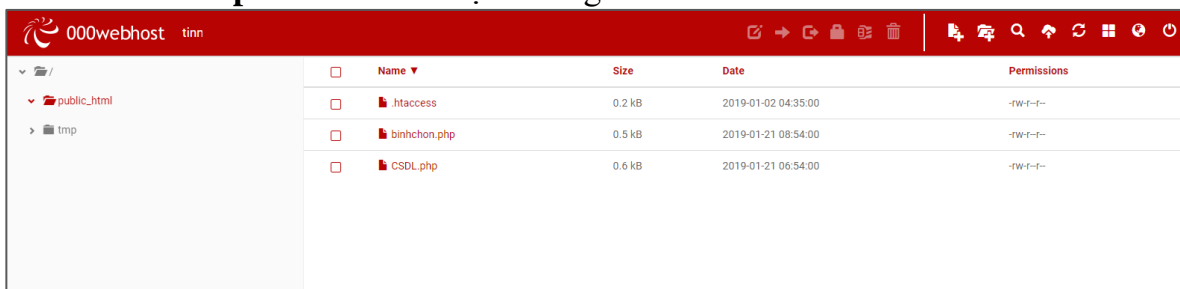 000webhost tinn
/
public_html
tmp
Name ▼ Size Date Permissions
.htaccess 0.2 kB 2019-01-02 04:35:00 -rw-r--r--
binhchon.php 0.5 kB 2019-01-21 08:54:00 -rw-r--r--
CSDL.php 0.6 kB 2019-01-21 06:54:00 -rw-r--r--